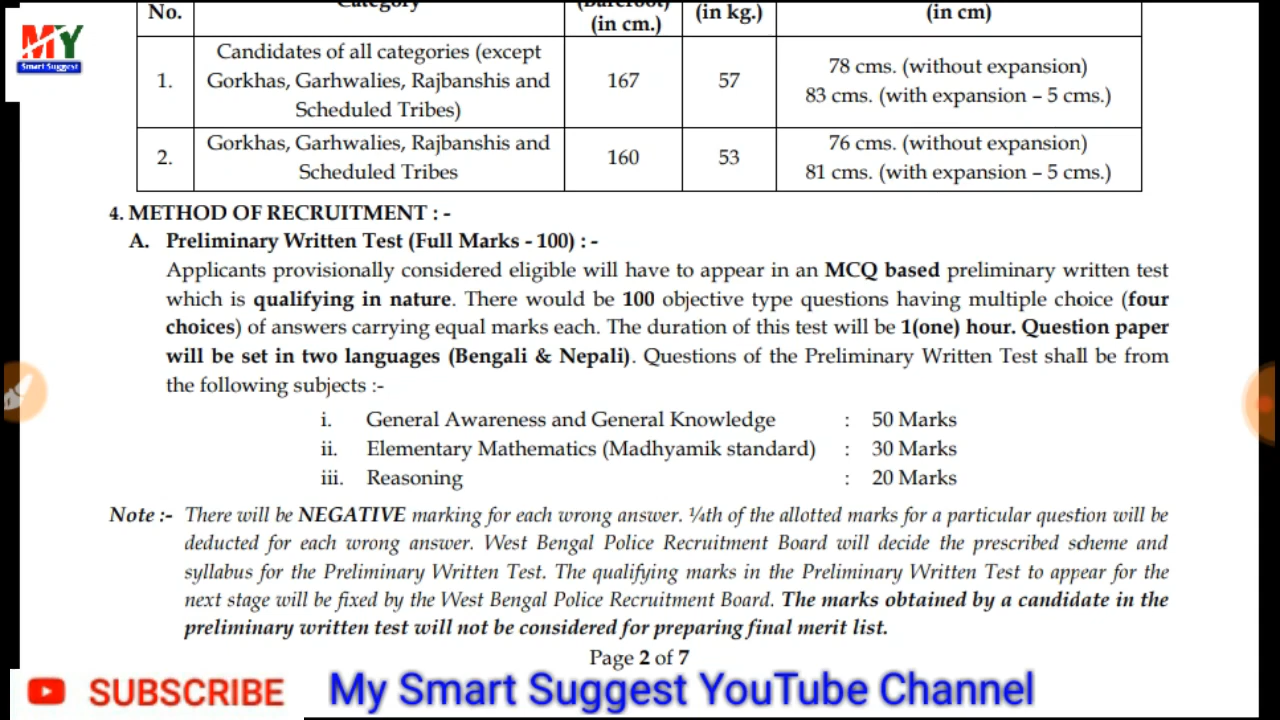 No.
Category
(Barefoot)
(in cm.)
(in kg.)
(in cm)
MY
Smart Suggest
1.
Candidates of all categories (except
Gorkhas, Garhwalies, Rajbanshis and
Scheduled Tribes)
167
57
78 cms. (without expansion)
83 cms. (with expansion – 5 cms.)
2.
Gorkhas, Garhwalies, Rajbanshis and
Scheduled Tribes
160
53
76 cms. (without expansion)
81 cms. (with expansion – 5 cms.)
4. METHOD OF RECRUITMENT : -
A. Preliminary Written Test (Full Marks - 100) : -
Applicants provisionally considered eligible will have to appear in an MCQ based preliminary written test
which is qualifying in nature. There would be 100 objective type questions having multiple choice (four
choices) of answers carrying equal marks each. The duration of this test will be 1(one) hour. Question paper
will be set in two languages (Bengali & Nepali). Questions of the Preliminary Written Test shall be from
the following subjects :-
i. General Awareness and General Knowledge : 50 Marks
ii. Elementary Mathematics (Madhyamik standard) : 30 Marks
iii. Reasoning : 20 Marks
Note :- There will be NEGATIVE marking for each wrong answer. ¼th of the allotted marks for a particular question will be
deducted for each wrong answer. West Bengal Police Recruitment Board will decide the prescribed scheme and
syllabus for the Preliminary Written Test. The qualifying marks in the Preliminary Written Test to appear for the
next stage will be fixed by the West Bengal Police Recruitment Board. The marks obtained by a candidate in the
preliminary written test will not be considered for preparing final merit list.
Page 2 of 7
SUBSCRIBE My Smart Suggest YouTube Channel